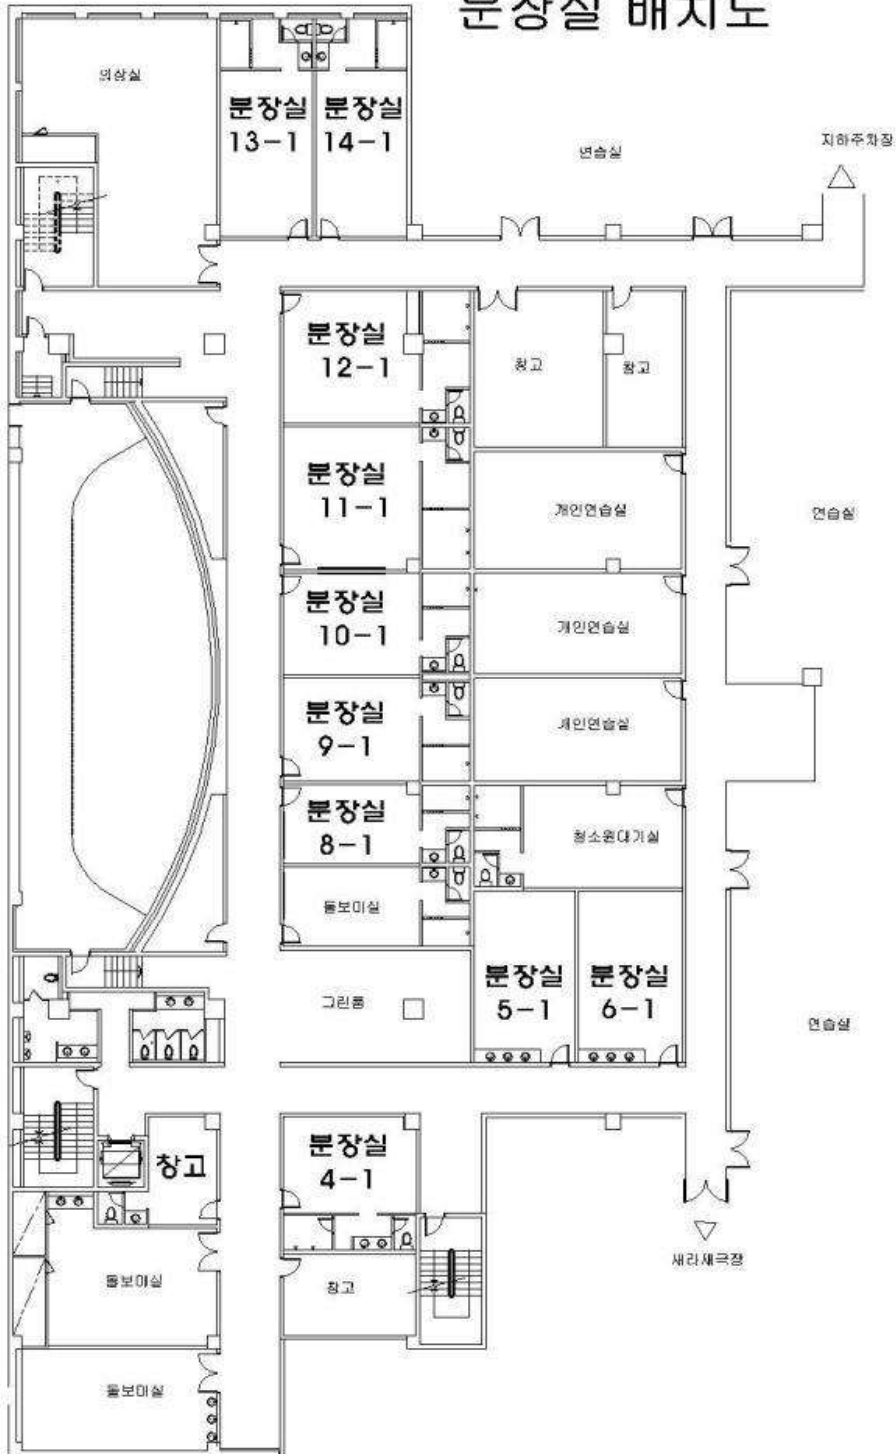 분장실 배치도
의상실
분장실
13-1
분장실
14-1
연습실
지하주차장
분장실
12-1
창고
창고
분장실
11-1
개인연습실
연습실
분장실
10-1
개인연습실
분장실
9-1
개인연습실
분장실
8-1
청소원대기실
돌보미실
분장실
5-1
분장실
6-1
그린룸
연습실
분장실
4-1
창고
새라새극장
돌보미실
창고
돌보미실